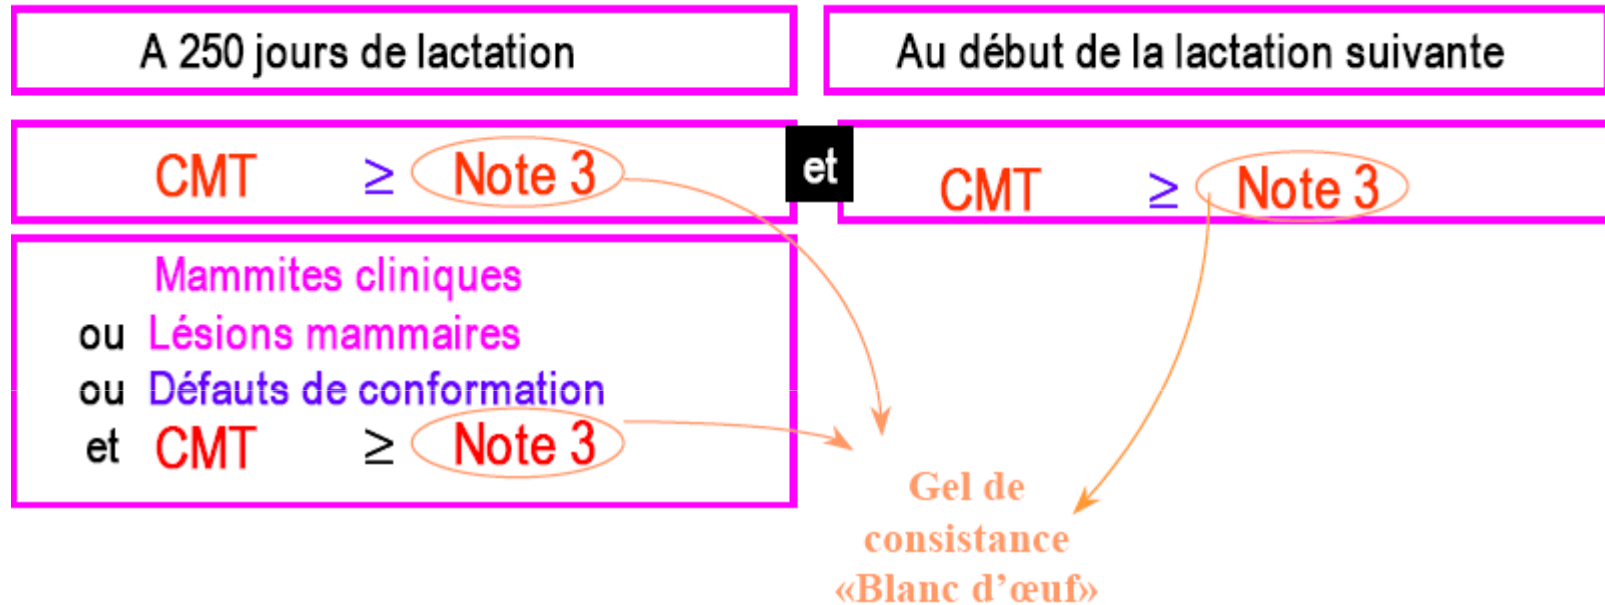 A 250 jours de lactation
Au début de la lactation suivante
CMT ≥ Note 3
et
CMT ≥ Note 3
Mammites cliniques
ou Lésions mammaires
ou Défauts de conformation
et CMT ≥ Note 3
Gel de
consistance
«Blanc d’œuf»